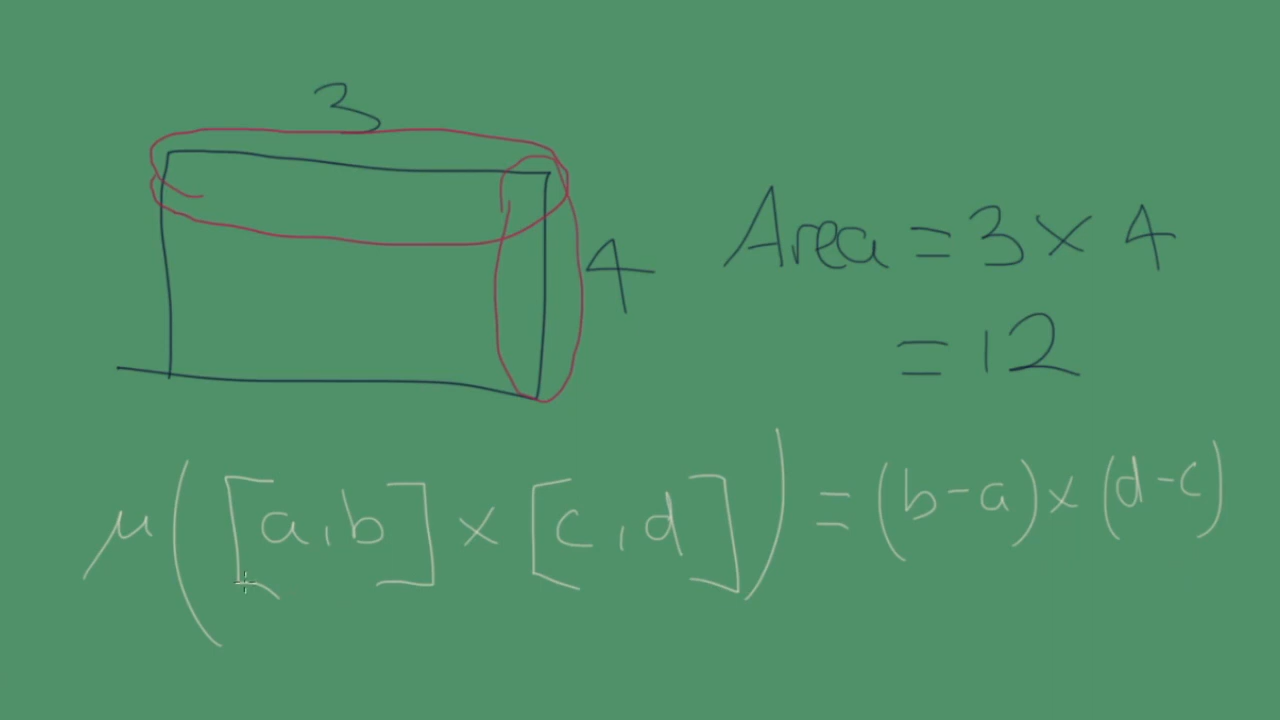 3
4
Area = 3 × 4
= 12
μ([a,b] × [c,d]) = (b-a) × (d-c)